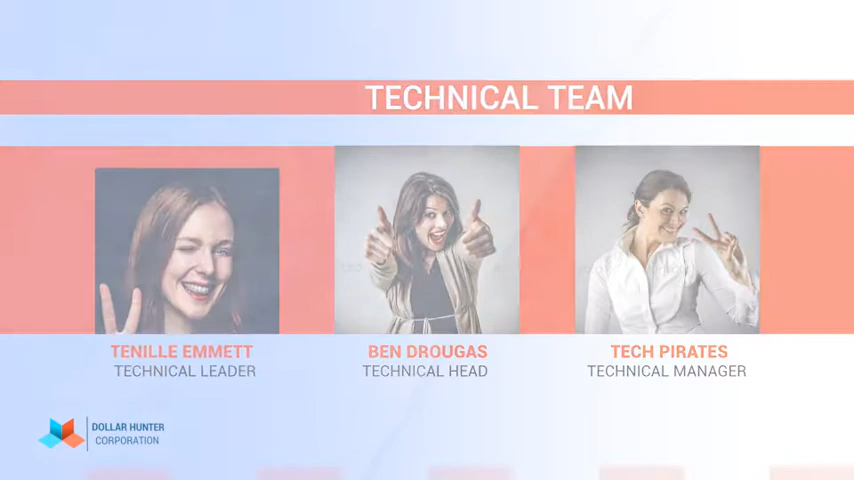 TECHNICAL TEAM
TENILLE EMMETT
TECHNICAL LEADER
BEN DROUGAS
TECHNICAL HEAD
TECH PIRATES
TECHNICAL MANAGER
DOLLAR HUNTER
CORPORATION